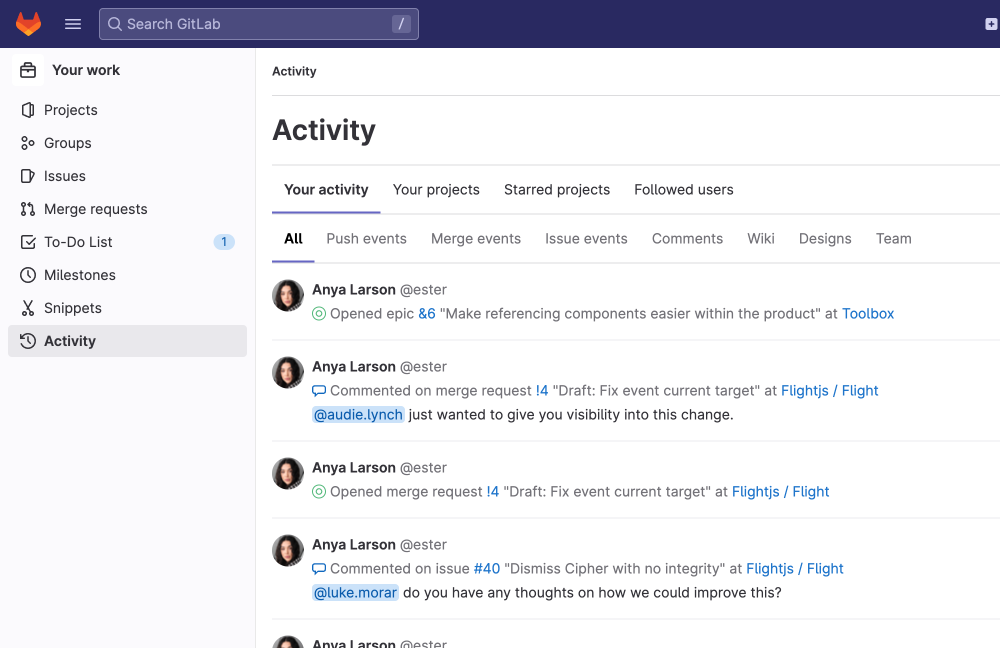 Search GitLab /
Your work
Projects
Groups
Issues
Merge requests
To-Do List 1
Milestones
Snippets
Activity
Activity
Activity
Your activity Your projects Starred projects Followed users
All Push events Merge events Issue events Comments Wiki Designs Team
Anya Larson @ester
Opened epic &6 "Make referencing components easier within the product" at Toolbox
Anya Larson @ester
Commented on merge request !4 "Draft: Fix event current target" at Flightjs / Flight
@audie.lynch just wanted to give you visibility into this change.
Anya Larson @ester
Opened merge request !4 "Draft: Fix event current target" at Flightjs / Flight
Anya Larson @ester
Commented on issue #40 "Dismiss Cipher with no integrity" at Flightjs / Flight
@luke.morar do you have any thoughts on how we could improve this?
Anya Larson @ester